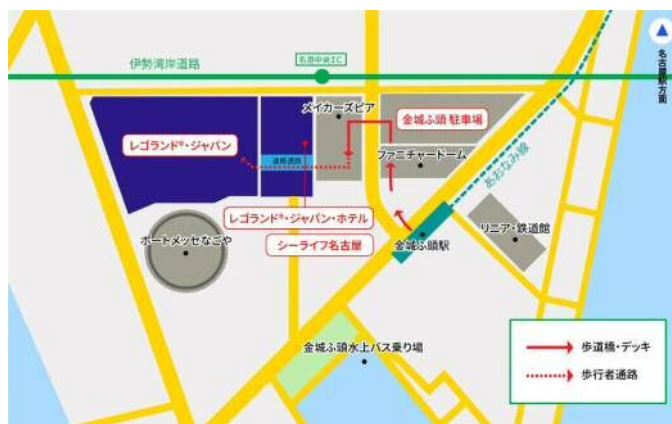 伊勢湾岸道路
名港中央IC
名古屋駅方面
メイカーズピア
金城ふ頭 駐車場
レゴランド®・ジャパン
ファニチャードーム
連絡通路
あおなみ線
レゴランド®・ジャパン・ホテル
シーライフ名古屋
ポートメッセなごや
金城ふ頭駅
リニア・鉄道館
金城ふ頭水上バス乗り場
歩道橋・デッキ
歩行者通路